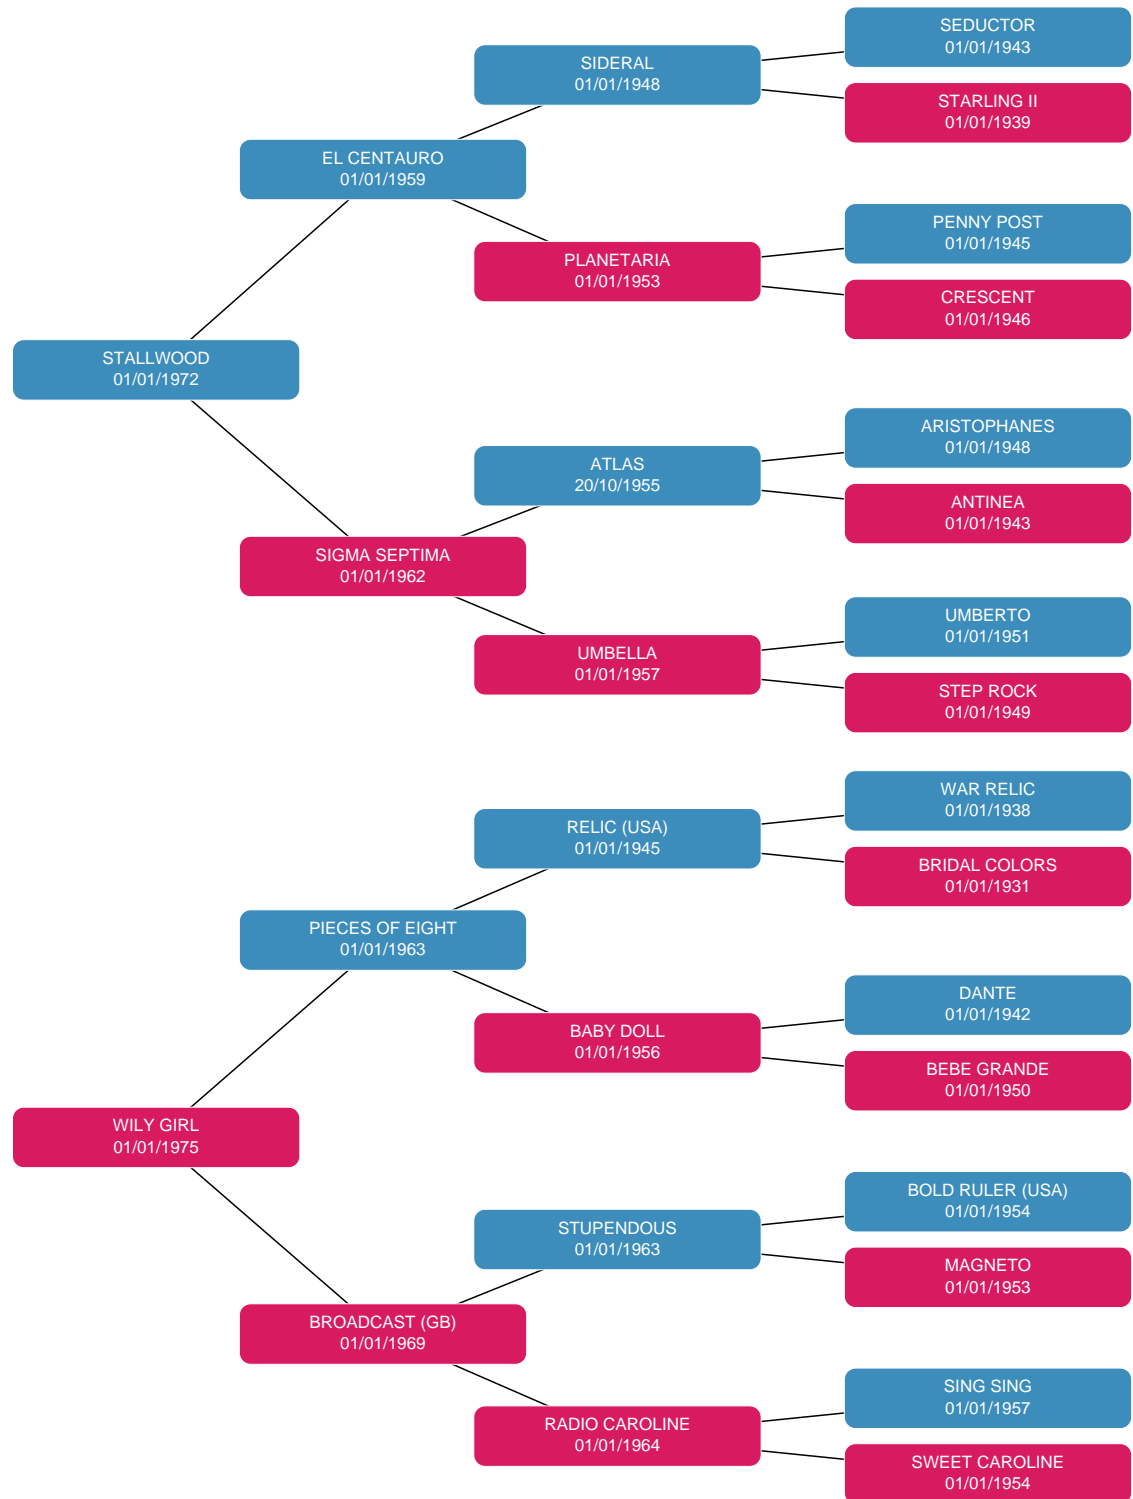 SEDUCTOR
01/01/1943
SIDERAL
01/01/1948
STARLING II
01/01/1939
EL CENTAURO
01/01/1959
PENNY POST
01/01/1945
PLANETARIA
01/01/1953
CRESCENT
01/01/1946
STALLWOOD
01/01/1972
ARISTOPHANES
01/01/1948
ATLAS
20/10/1955
ANTINEA
01/01/1943
SIGMA SEPTIMA
01/01/1962
UMBERTO
01/01/1951
UMBELLA
01/01/1957
STEP ROCK
01/01/1949
WAR RELIC
01/01/1938
RELIC (USA)
01/01/1945
BRIDAL COLORS
01/01/1931
PIECES OF EIGHT
01/01/1963
DANTE
01/01/1942
BABY DOLL
01/01/1956
BEBE GRANDE
01/01/1950
WILY GIRL
01/01/1975
BOLD RULER (USA)
01/01/1954
STUPENDOUS
01/01/1963
MAGNETO
01/01/1953
BROADCAST (GB)
01/01/1969
SING SING
01/01/1957
RADIO CAROLINE
01/01/1964
SWEET CAROLINE
01/01/1954